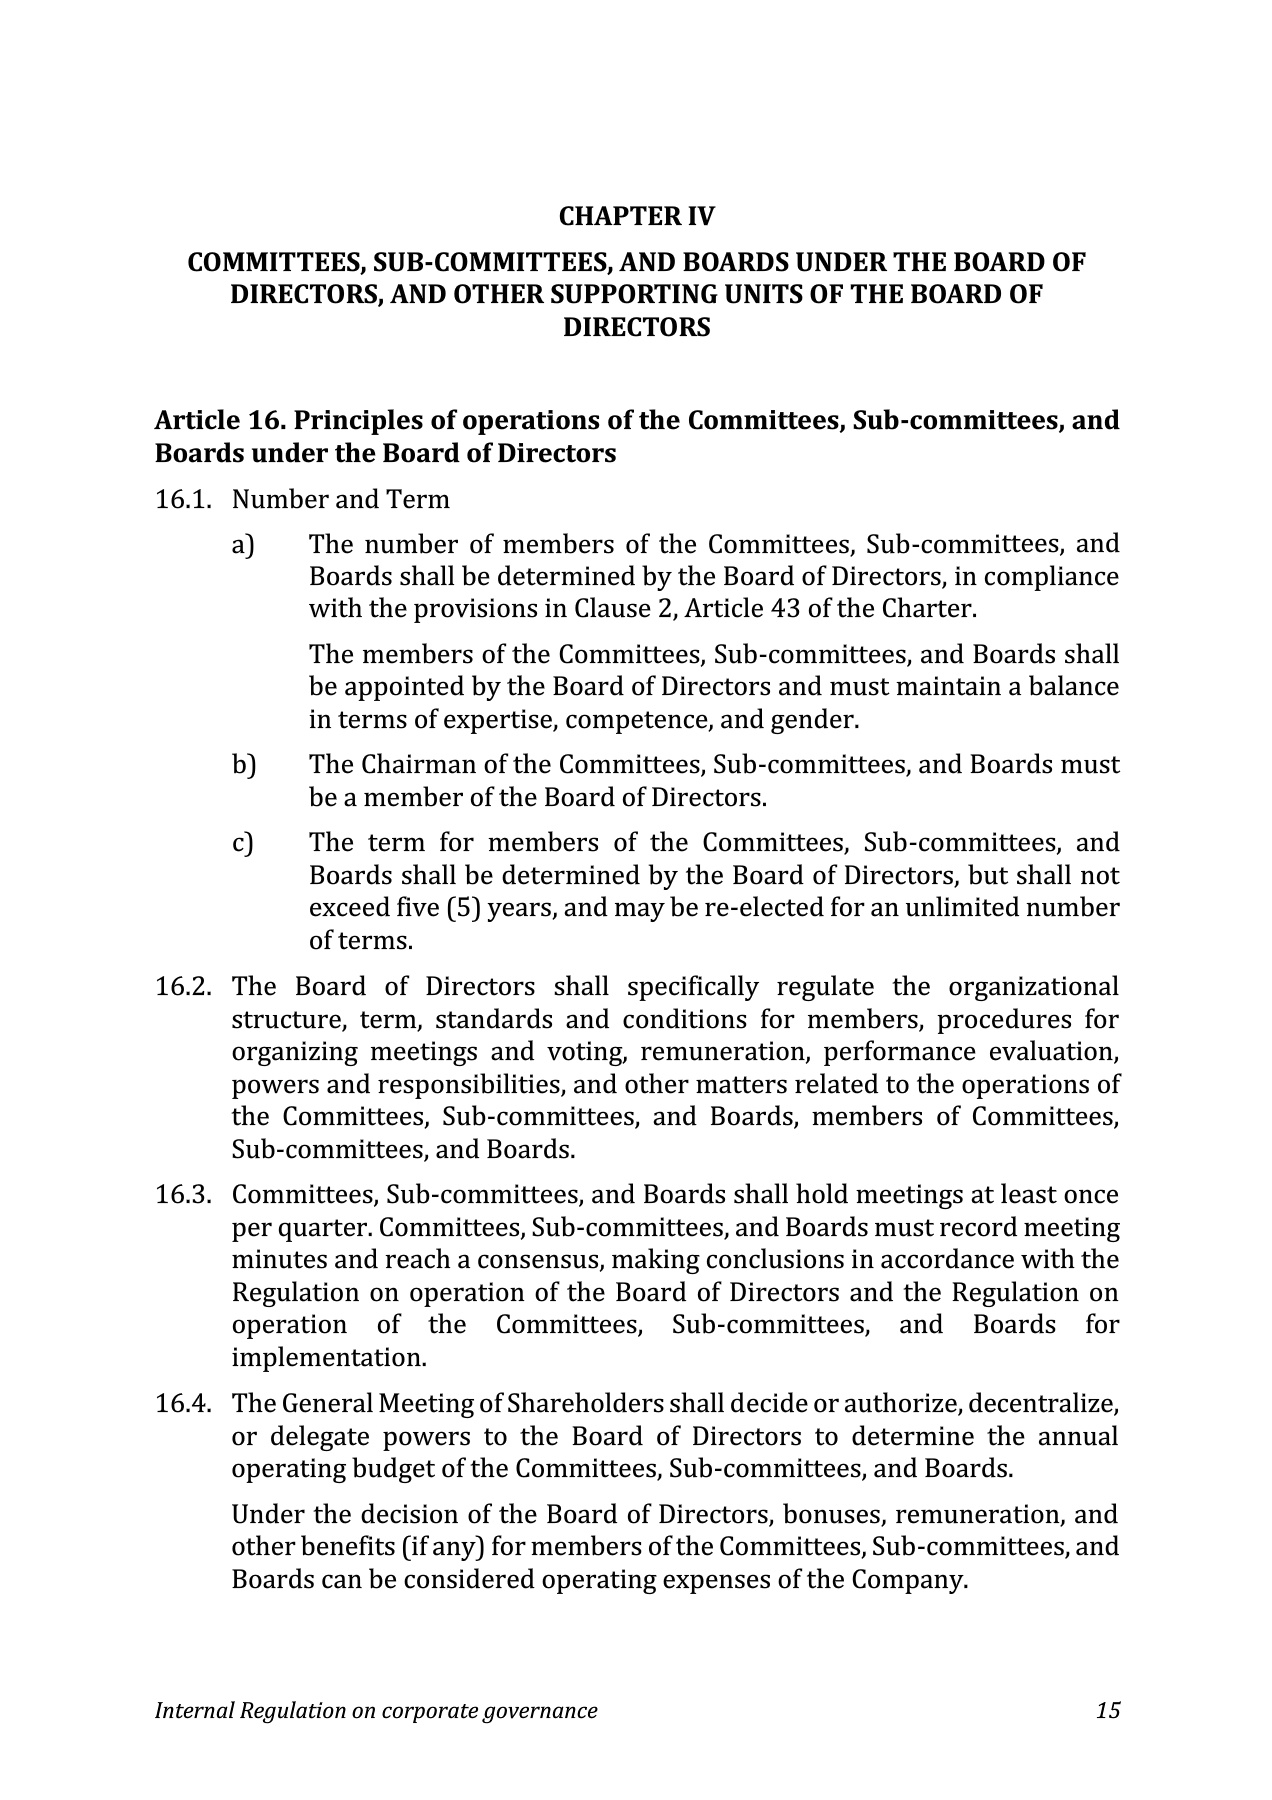 CHAPTER IV
COMMITTEES, SUB-COMMITTEES, AND BOARDS UNDER THE BOARD OF
DIRECTORS, AND OTHER SUPPORTING UNITS OF THE BOARD OF
DIRECTORS
Article 16. Principles of operations of the Committees, Sub-committees, and
Boards under the Board of Directors
16.1. Number and Term
a) The number of members of the Committees, Sub-committees, and
Boards shall be determined by the Board of Directors, in compliance
with the provisions in Clause 2, Article 43 of the Charter.
The members of the Committees, Sub-committees, and Boards shall
be appointed by the Board of Directors and must maintain a balance
in terms of expertise, competence, and gender.
b) The Chairman of the Committees, Sub-committees, and Boards must
be a member of the Board of Directors.
c) The term for members of the Committees, Sub-committees, and
Boards shall be determined by the Board of Directors, but shall not
exceed five (5) years, and may be re-elected for an unlimited number
of terms.
16.2. The Board of Directors shall specifically regulate the organizational
structure, term, standards and conditions for members, procedures for
organizing meetings and voting, remuneration, performance evaluation,
powers and responsibilities, and other matters related to the operations of
the Committees, Sub-committees, and Boards, members of Committees,
Sub-committees, and Boards.
16.3. Committees, Sub-committees, and Boards shall hold meetings at least once
per quarter. Committees, Sub-committees, and Boards must record meeting
minutes and reach a consensus, making conclusions in accordance with the
Regulation on operation of the Board of Directors and the Regulation on
operation of the Committees, Sub-committees, and Boards for
implementation.
16.4. The General Meeting of Shareholders shall decide or authorize, decentralize,
or delegate powers to the Board of Directors to determine the annual
operating budget of the Committees, Sub-committees, and Boards.
Under the decision of the Board of Directors, bonuses, remuneration, and
other benefits (if any) for members of the Committees, Sub-committees, and
Boards can be considered operating expenses of the Company.
Internal Regulation on corporate governance 15